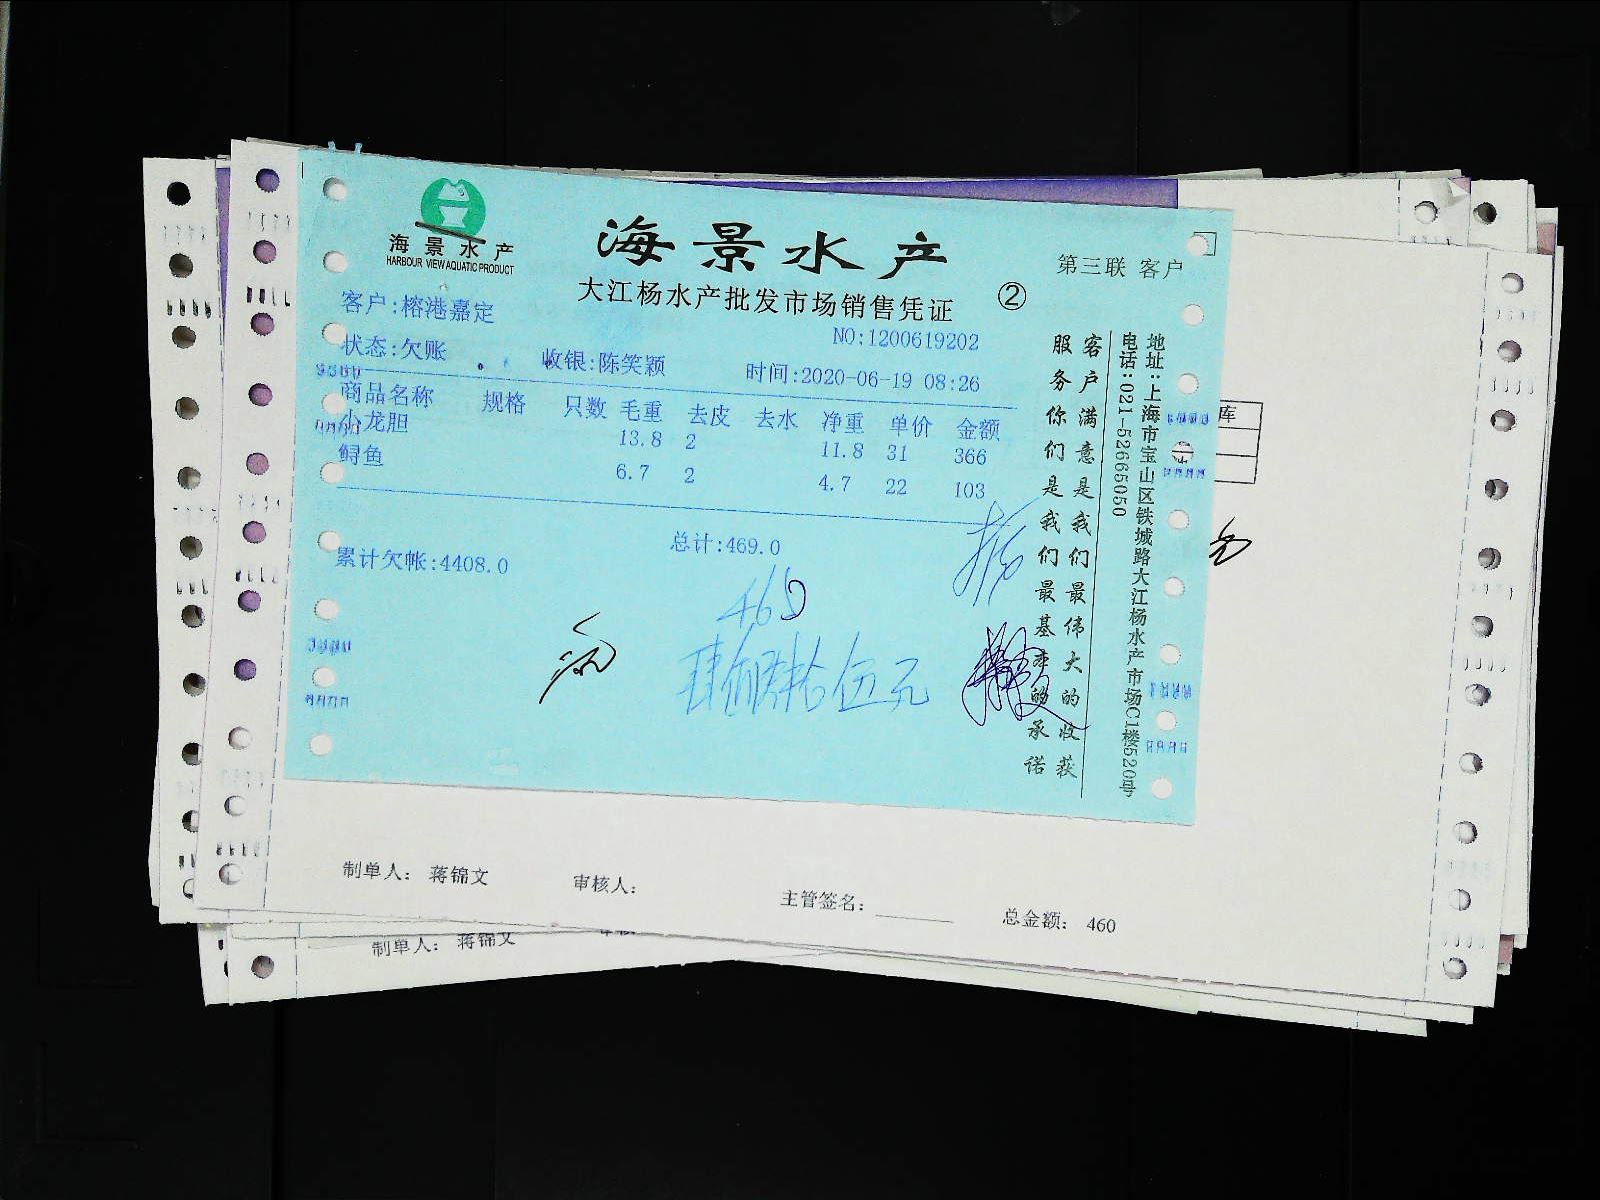 海景水产
HARBOUR VIEW AQUATIC PRODUCT
海景水产
大江杨水产批发市场销售凭证
②
第三联 客户
客户:榕港嘉定
NO:1200619202
状态:欠账
收银:陈笑颖
时间:2020-06-19 08:26
商品名称 规格 只数 毛重 去皮 去水 净重 单价 金额
小龙胆 13.8 2 11.8 31 366
鲟鱼 6.7 2 4.7 22 103
总计:469.0
累计欠帐:4408.0
465
肆佰陆拾伍元
客户满意是我们最伟大的收获
服务你们是我们最基本的承诺
地址:上海市宝山区铁城路大江杨水产市场C1楼520号
电话:021-52665050
库
制单人: 蒋锦文
审核人:
主管签名:
总金额: 460
制单人: 蒋锦文
审核